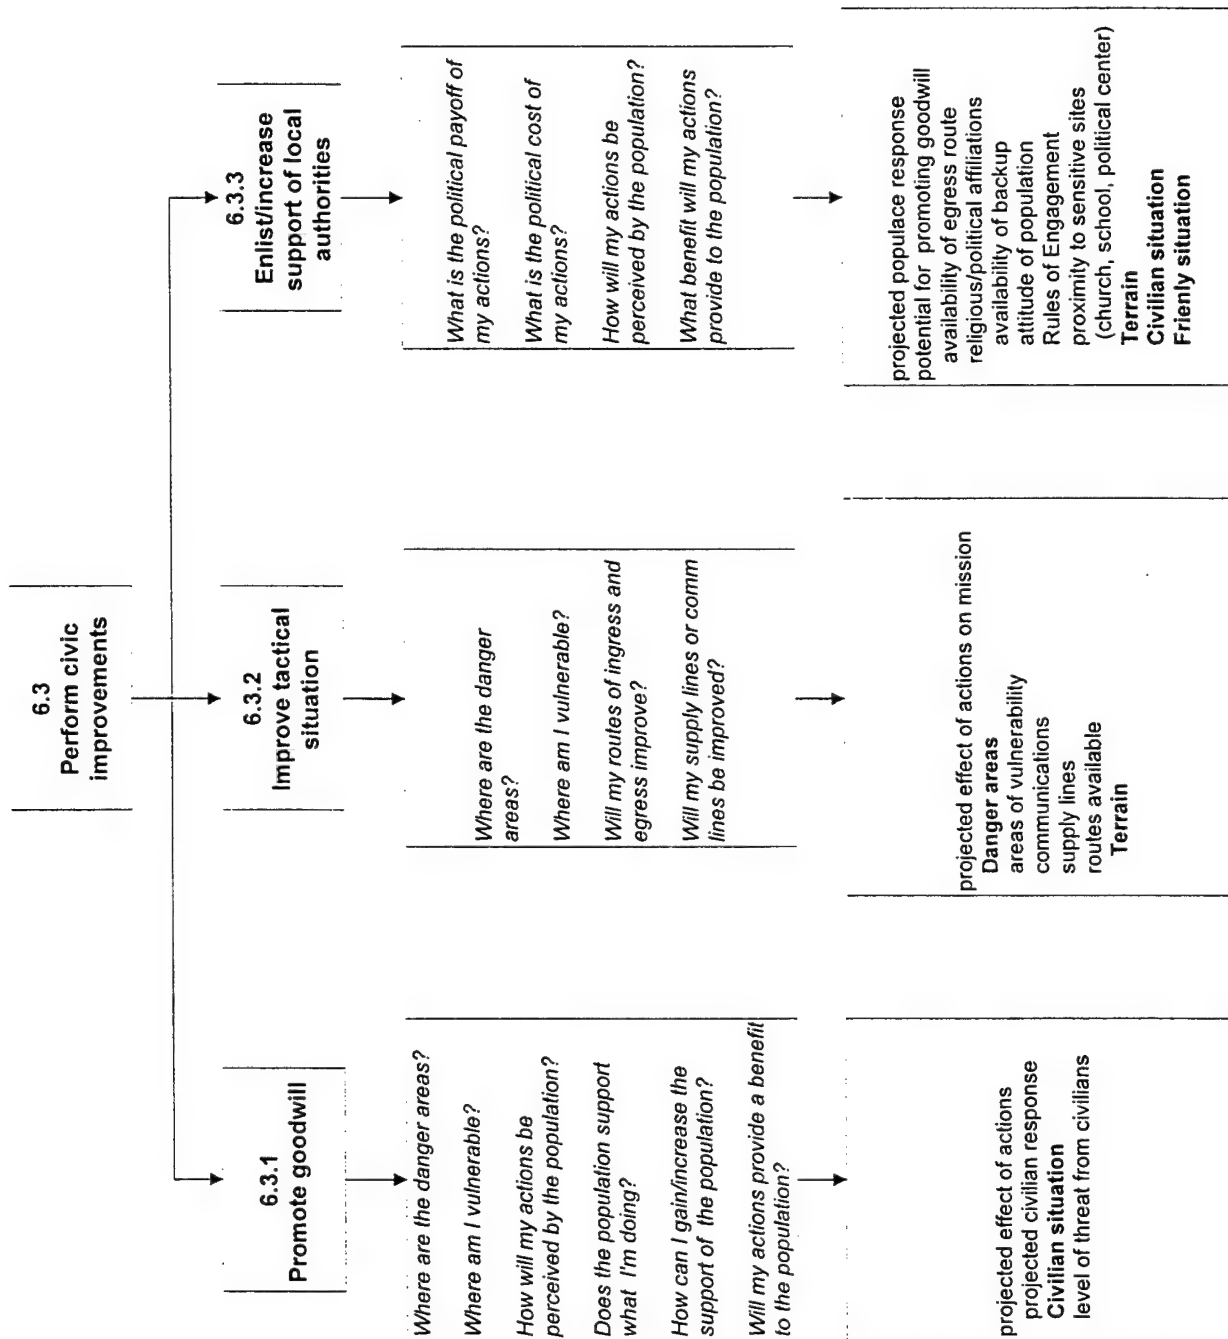 6.3
Perform civic
improvements
6.3.1
Promote goodwill
Where are the danger areas?
Where am I vulnerable?
How will my actions be
perceived by the population?
Does the population support
what I'm doing?
How can I gain/increase the
support of the population?
Will my actions provide a benefit
to the population?
projected effect of actions
projected civilian response
Civilian situation
level of threat from civilians
6.3.2
Improve tactical
situation
Where are the danger
areas?
Where am I vulnerable?
Will my routes of ingress and
egress improve?
Will my supply lines or comm
lines be improved?
projected effect of actions on mission
Danger areas
areas of vulnerability
communications
supply lines
routes available
Terrain
6.3.3
Enlist/increase
support of local
authorities
What is the political payoff of
my actions?
What is the political cost of
my actions?
How will my actions be
perceived by the population?
What benefit will my actions
provide to the population?
projected populace response
potential for promoting goodwill
availability of egress route
religious/political affiliations
availability of backup
attitude of population
Rules of Engagement
proximity to sensitive sites
(church, school, political center)
Terrain
Civilian situation
Frienly situation